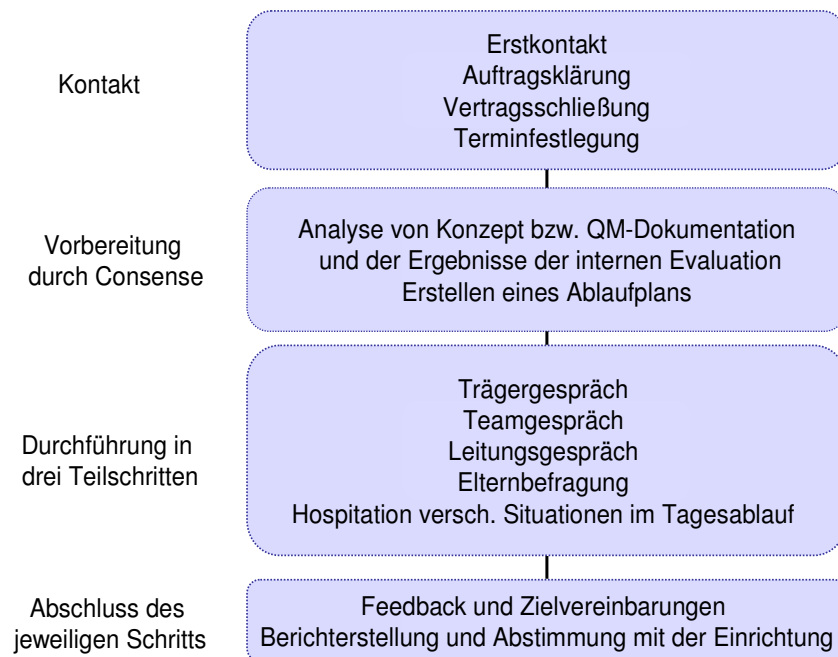 Kontakt
Erstkontakt
Auftragsklärung
Vertragsschließung
Terminfestlegung
Vorbereitung
durch Consense
Analyse von Konzept bzw. QM-Dokumentation
und der Ergebnisse der internen Evaluation
Erstellen eines Ablaufplans
Durchführung in
drei Teilschritten
Trägergespräch
Teamgespräch
Leitungsgespräch
Elternbefragung
Hospitation versch. Situationen im Tagesablauf
Abschluss des
jeweiligen Schritts
Feedback und Zielvereinbarungen
Berichterstellung und Abstimmung mit der Einrichtung